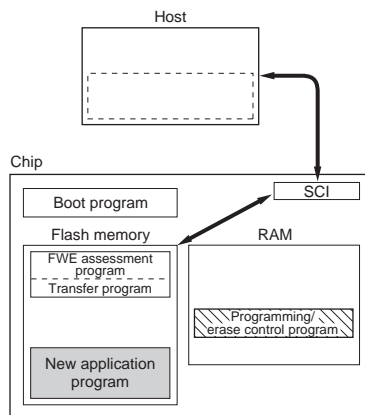 Host
Chip
SCI
Boot program
Flash memory
RAM
FWE assessment
program
Transfer program
Programming/
erase control program
New application
program